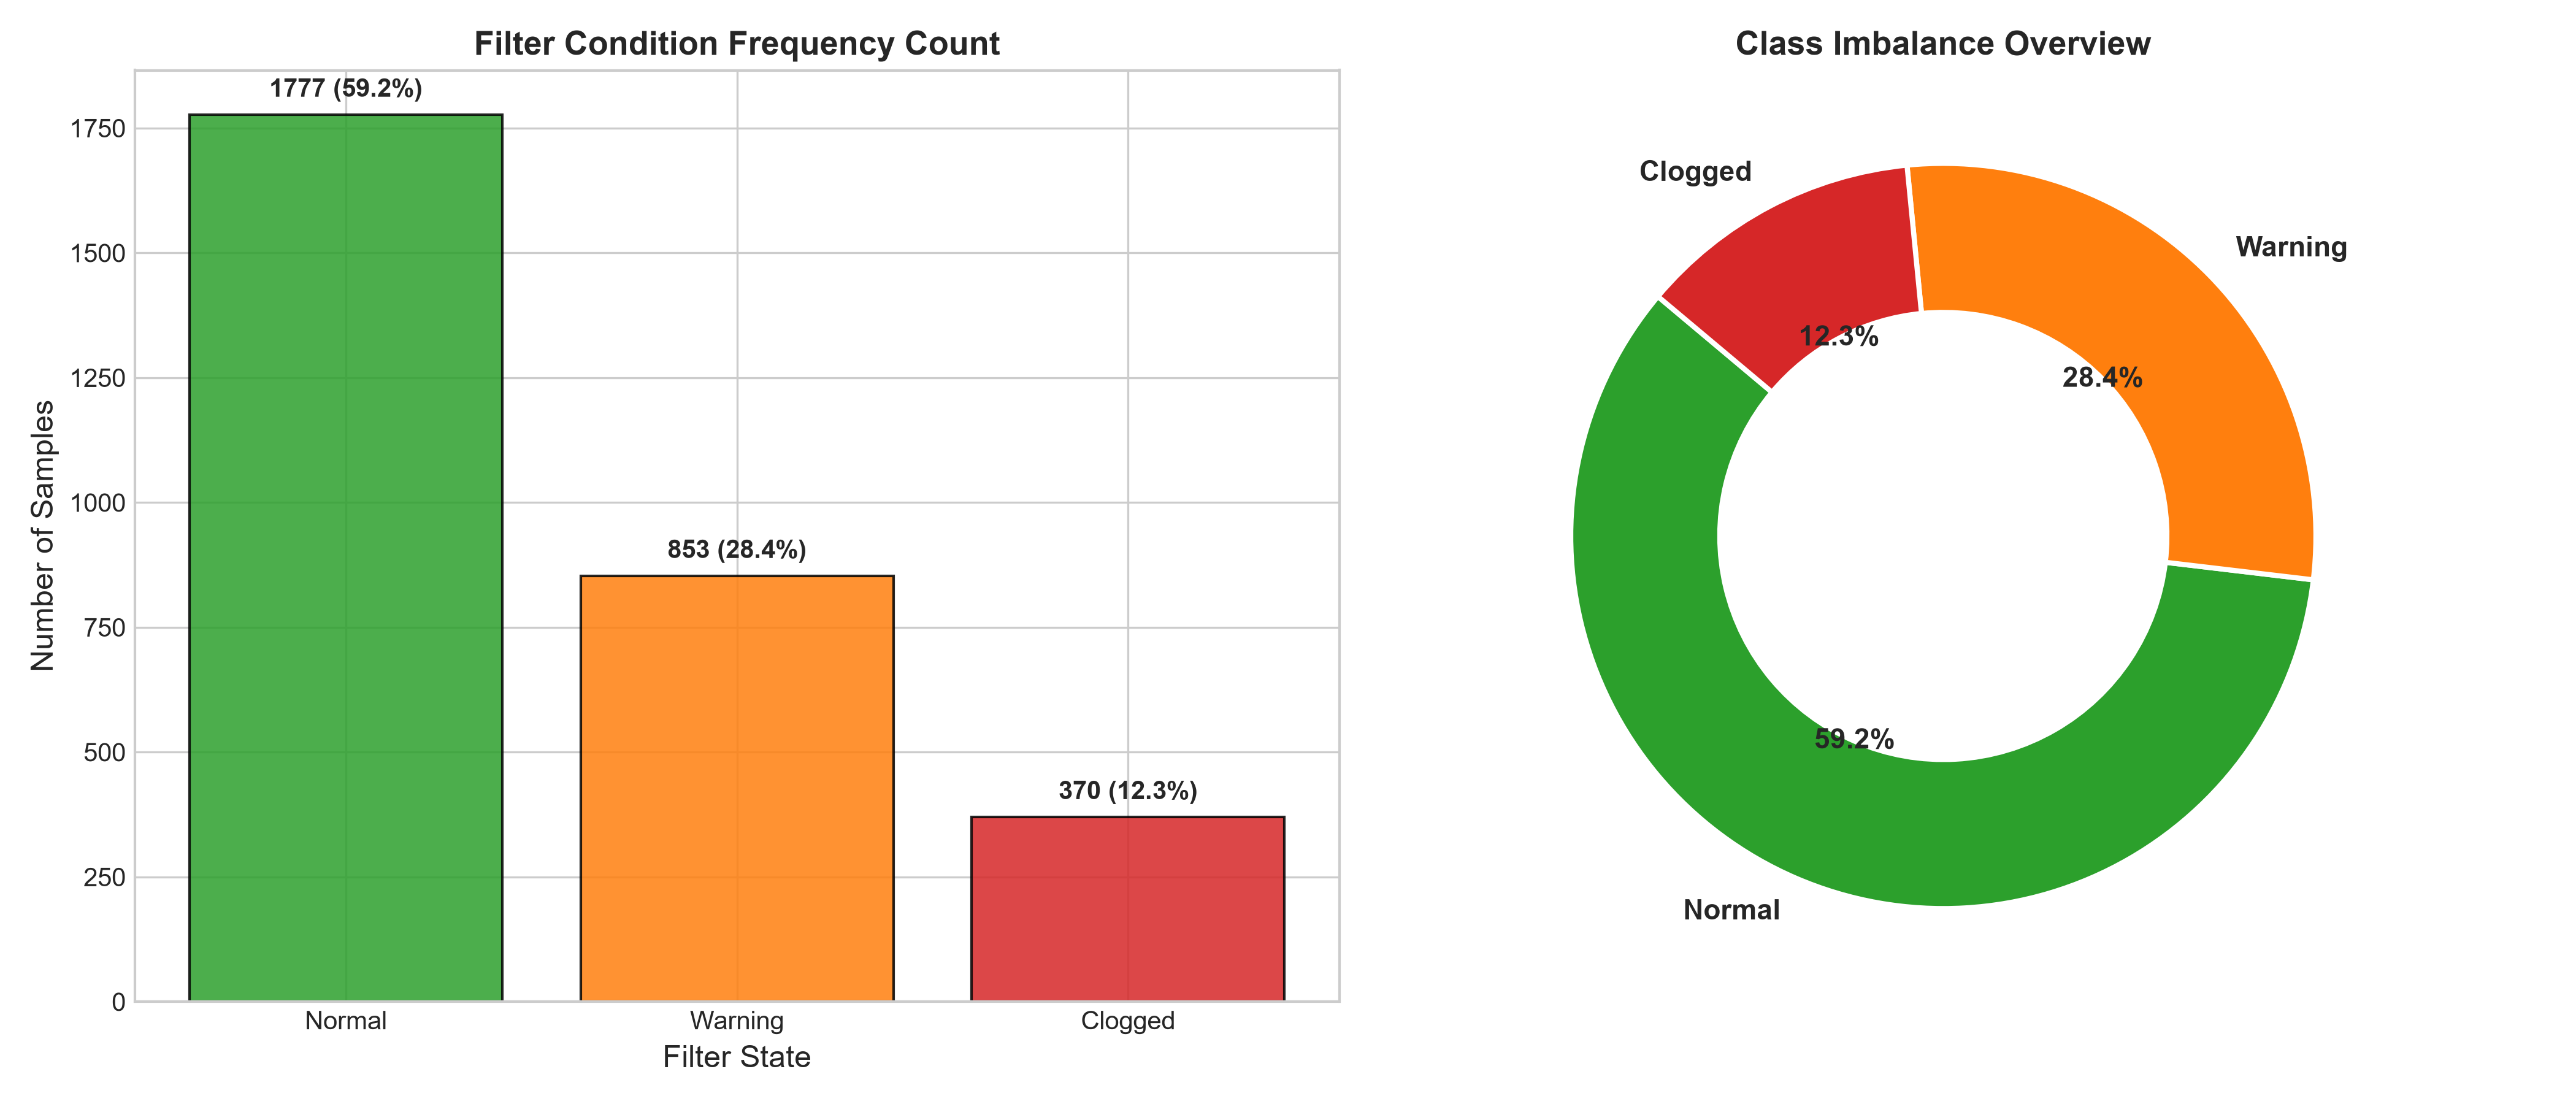 Filter Condition Frequency Count
1777 (59.2%)
853 (28.4%)
370 (12.3%)
1750
1500
1250
1000
750
500
250
0
Number of Samples
Normal
Warning
Clogged
Filter State
Class Imbalance Overview
Clogged
Warning
12.3%
28.4%
59.2%
Normal